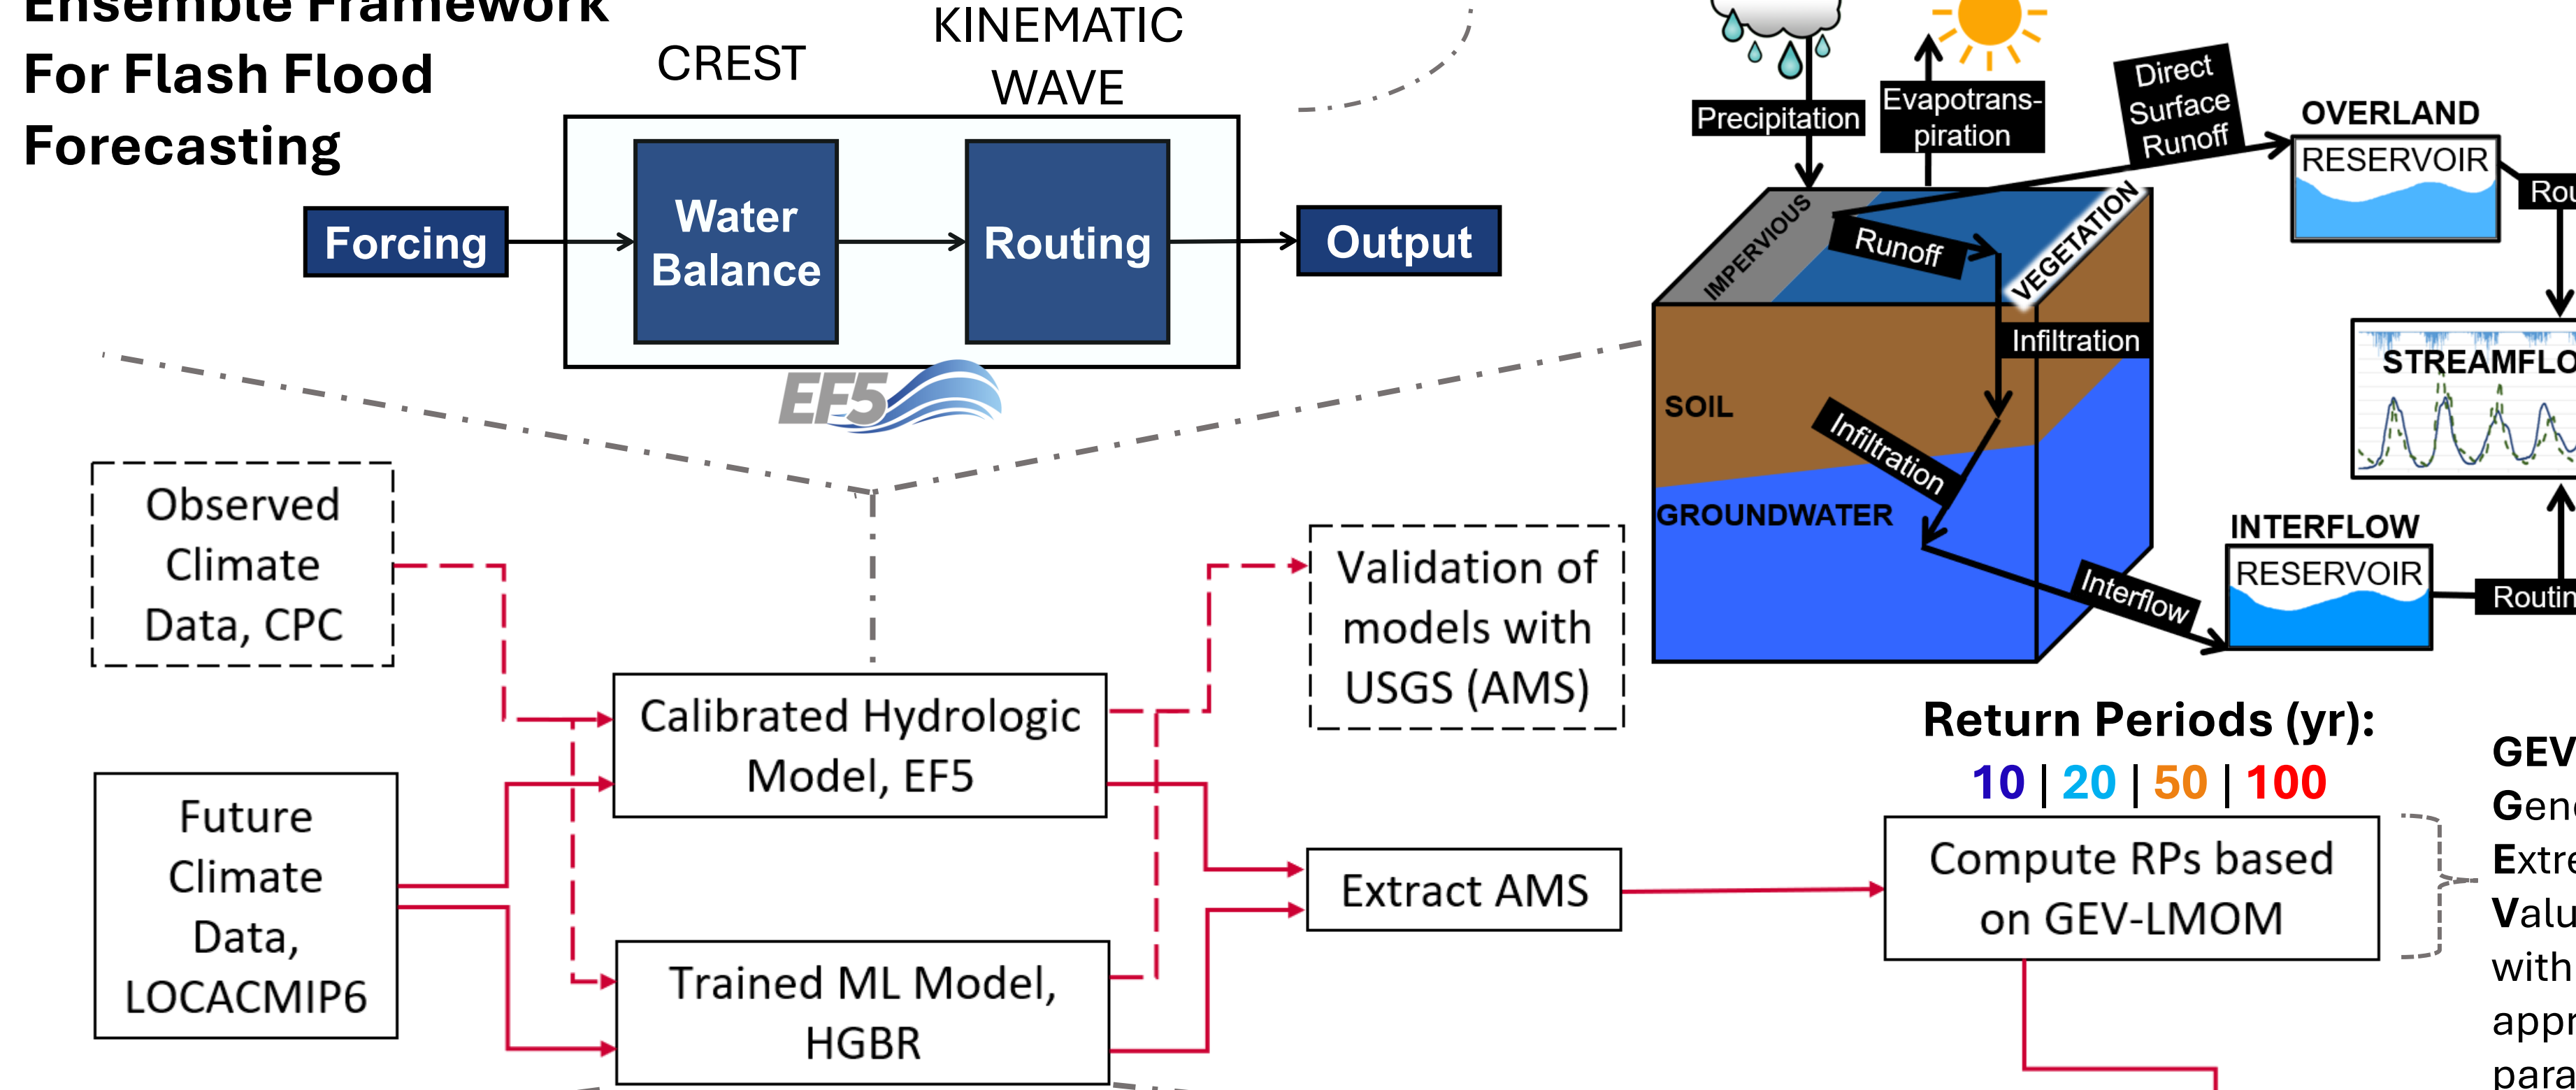 Ensemble Framework
For Flash Flood
Forecasting
CREST
KINEMATIC
WAVE
Forcing
Water
Balance
Routing
Output
EF5
Precipitation
Evapotrans-
piration
Direct
Surface
Runoff
OVERLAND
RESERVOIR
IMPERVIOUS
Runoff
VEGETATION
Infiltration
SOIL
Infiltration
GROUNDWATER
Interflow
INTERFLOW
RESERVOIR
Observed
Climate
Data, CPC
Future
Climate
Data,
LOCACMIP6
Calibrated Hydrologic
Model, EF5
Trained ML Model,
HGBR
Validation of
models with
USGS (AMS)
Extract AMS
Return Periods (yr):
10 | 20 | 50 | 100
Compute RPs based
on GEV-LMOM
GEV
with